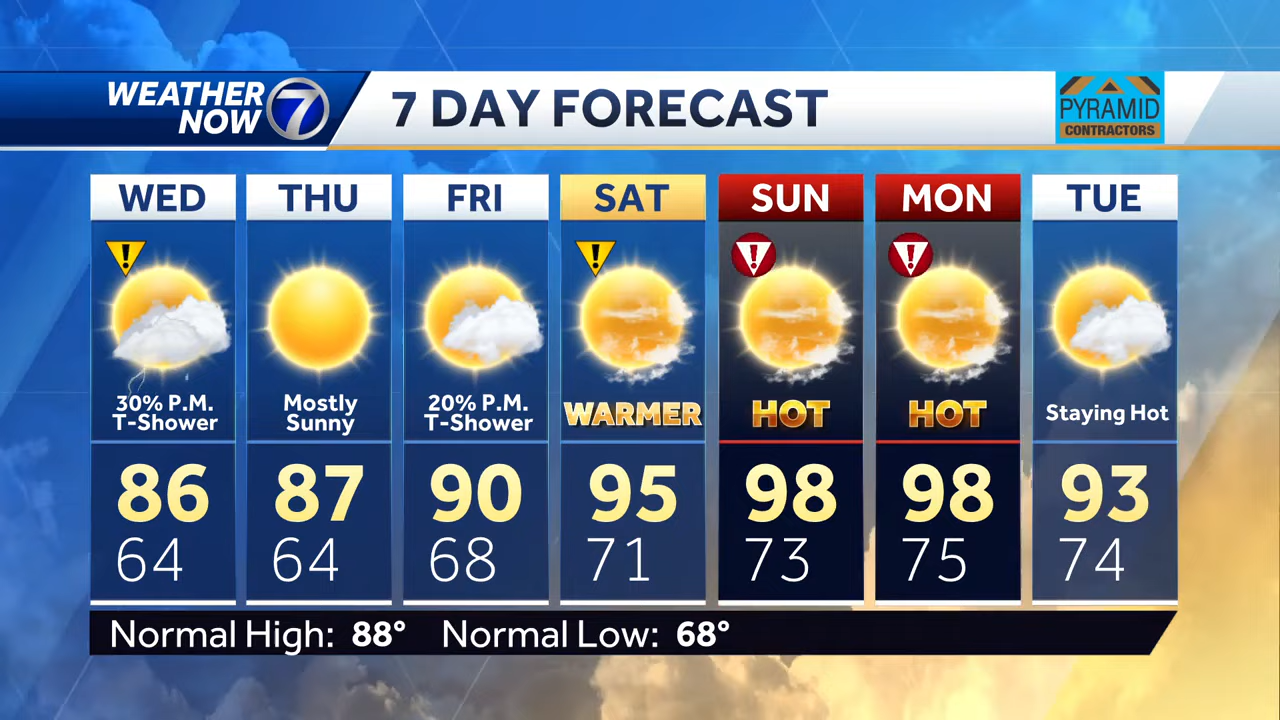 WEATHER
NOW 7
7 DAY FORECAST
PYRAMID
CONTRACTORS
WED THU FRI SAT SUN MON TUE
! ! ! !
30% P.M.
T-Shower
Mostly
Sunny
20% P.M.
T-Shower
WARMER
HOT
HOT
Staying Hot
86 87 90 95 98 98 93
64 64 68 71 73 75 74
Normal High: 88° Normal Low: 68°